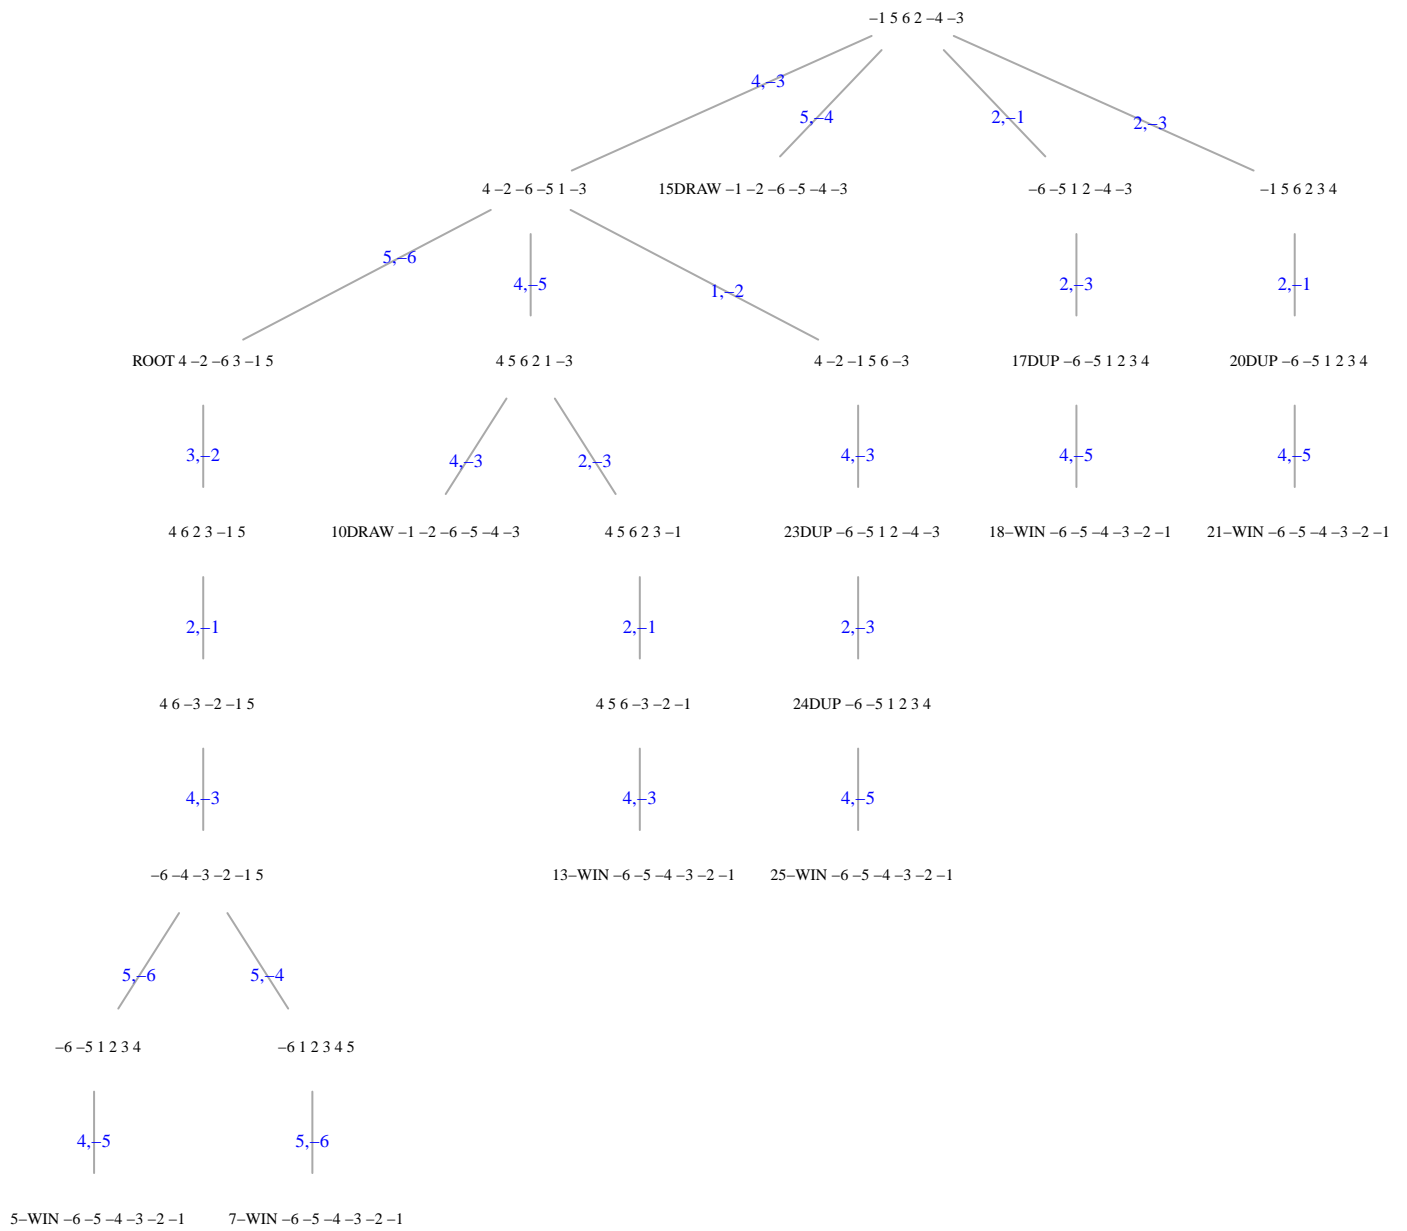 −1 5 6 2 −4 −3
4,−3
5,−4
2,−1
2,−3
4 −2 −6 −5 1 −3
15DRAW −1 −2 −6 −5 −4 −3
−6 −5 1 2 −4 −3
−1 5 6 2 3 4
5,−6
4,−5
1,−2
2,−3
2,−1
ROOT 4 −2 −6 3 −1 5
4 5 6 2 1 −3
4 −2 −1 5 6 −3
17DUP −6 −5 1 2 3 4
20DUP −6 −5 1 2 3 4
3,−2
4,−3
2,−3
4,−3
4,−5
4,−5
4 6 2 3 −1 5
10DRAW −1 −2 −6 −5 −4 −3
4 5 6 2 3 −1
23DUP −6 −5 1 2 −4 −3
18−WIN −6 −5 −4 −3 −2 −1
21−WIN −6 −5 −4 −3 −2 −1
2,−1
2,−1
2,−3
4 6 −3 −2 −1 5
4 5 6 −3 −2 −1
24DUP −6 −5 1 2 3 4
4,−3
4,−3
4,−5
−6 −4 −3 −2 −1 5
13−WIN −6 −5 −4 −3 −2 −1
25−WIN −6 −5 −4 −3 −2 −1
5,−6
5,−4
−6 −5 1 2 3 4
−6 1 2 3 4 5
4,−5
5,−6
5−WIN −6 −5 −4 −3 −2 −1
7−WIN −6 −5 −4 −3 −2 −1